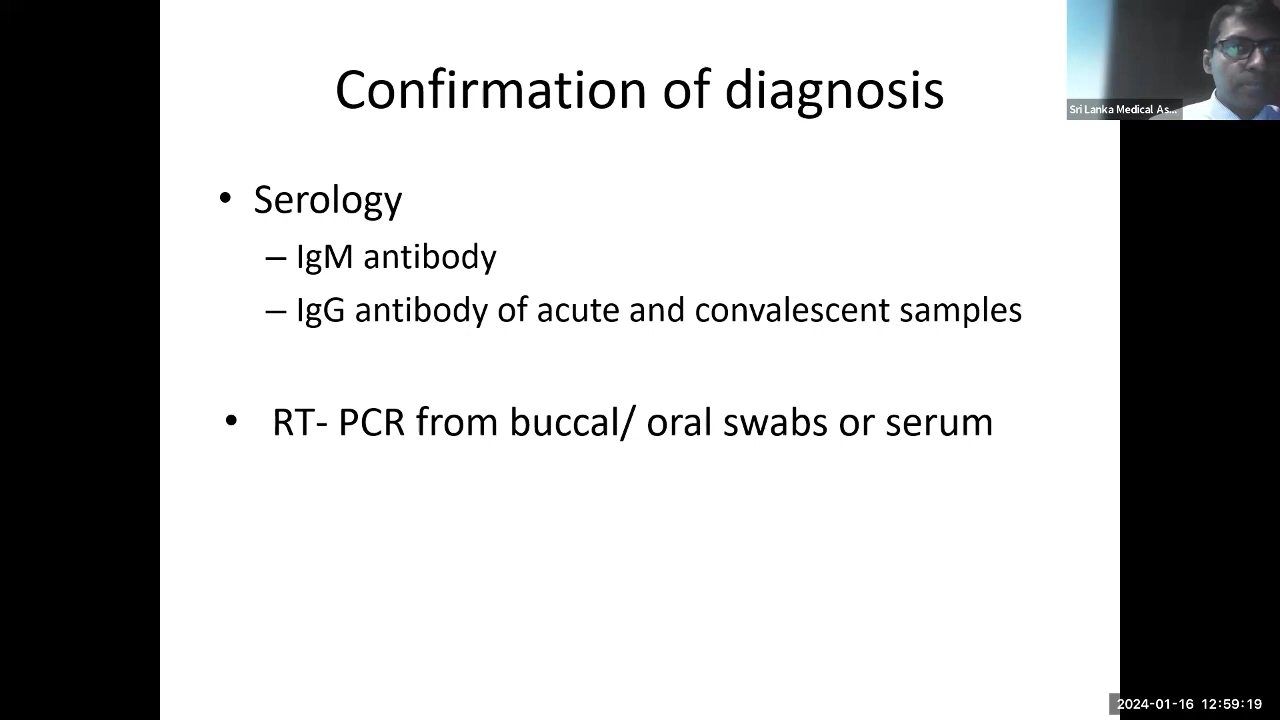 Confirmation of diagnosis
Sri Lanka Medical As...
• Serology
– IgM antibody
– IgG antibody of acute and convalescent samples
• RT- PCR from buccal/ oral swabs or serum
2024-01-16 12:59:19